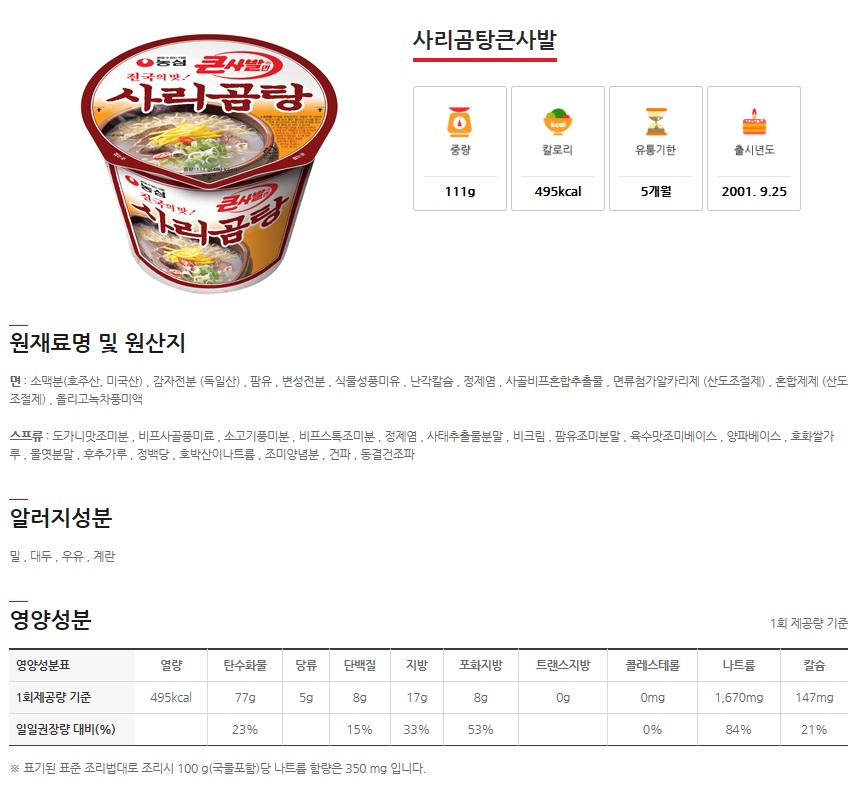 농심
큰사발면
진국의 맛!
사리곰탕
농심
큰사발면
진국의 맛!
사리곰탕
사리곰탕큰사발
중량
칼로리
유통기한
출시년도
kcal
111g
495kcal
5개월
2001. 9.25
원재료명 및 원산지
면 : 소맥분(호주산, 미국산) , 감자전분 (독일산) , 팜유 , 변성전분 , 식물성풍미유 , 난각칼슘 , 정제염 , 사골비프혼합추출물 , 면류첨가알카리제 (산도조절제) , 혼합제제 (산도
조절제) , 올리고녹차풍미액
스프류 : 도가니맛조미분 , 비프사골풍미료 , 소고기풍미분 , 비프스톡조미분 , 정제염 , 사태추출물분말 , 비크림 , 팜유조미분말 , 육수맛조미베이스 , 양파베이스 , 호화쌀가
루 , 물엿분말 , 후추가루 , 정백당 , 호박산이나트륨 , 조미양념분 , 건파 , 동결건조파
알러지성분
밀 , 대두 , 우유 , 계란
영양성분
1회 제공량 기준
영양성분표 열량 탄수화물 당류 단백질 지방 포화지방 트랜스지방 콜레스테롤 나트륨 칼슘
1회제공량 기준 495kcal 77g 5g 8g 17g 8g 0g 0mg 1,670mg 147mg
일일권장량 대비(%) 23% 15% 33% 53% 0% 84% 21%
※ 표기된 표준 조리법대로 조리시 100 g(국물포함)당 나트륨 함량은 350 mg 입니다.